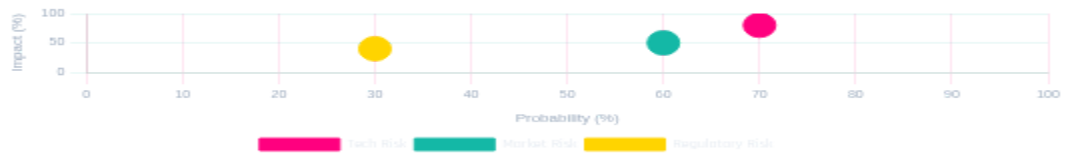 100
Impact (%)
50
0
0 10 20 30 40 50 60 70 80 90 100
Probability (%)
Tech Risk Market Risk Regulatory Risk